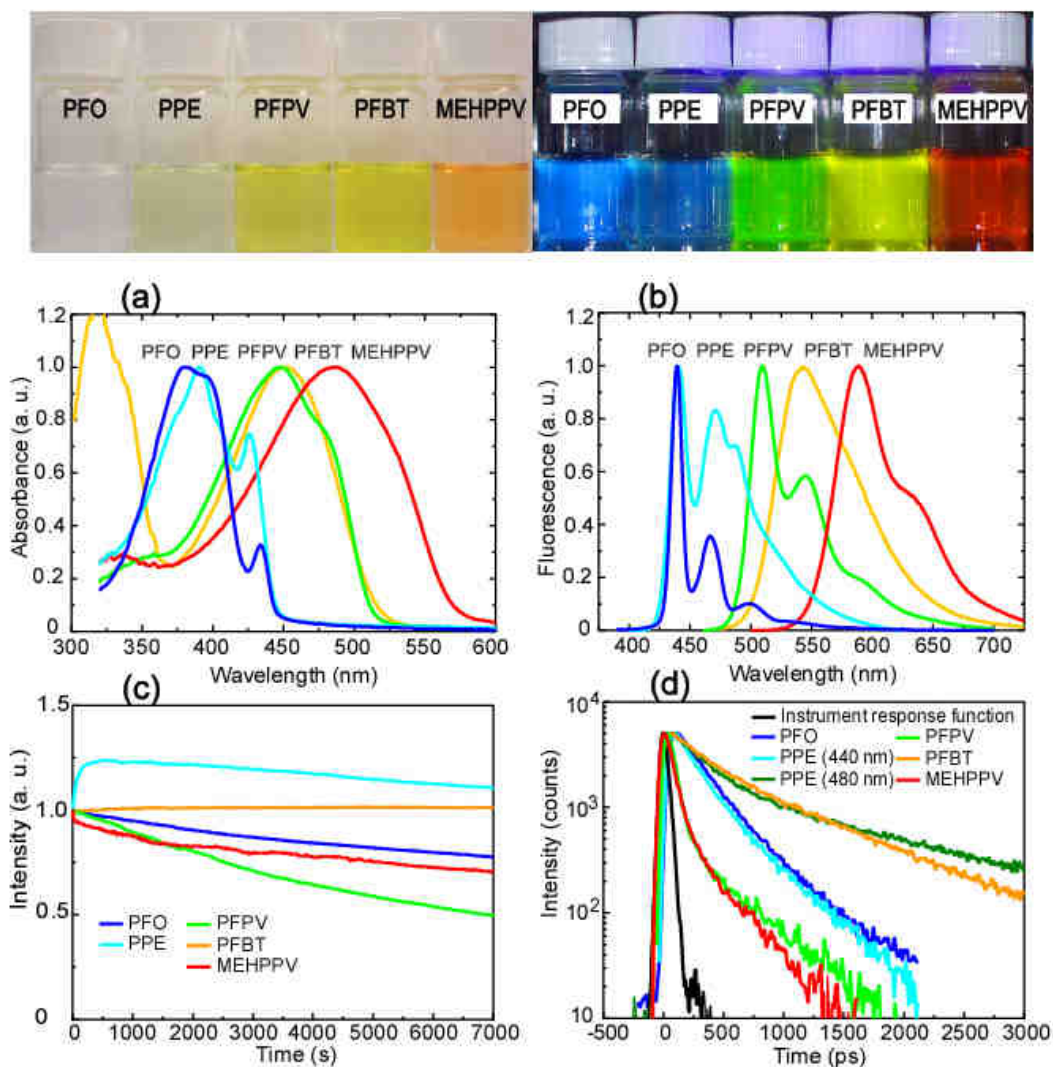 PFO PPE PFPV PFBT MEHPPV
PFO PPE PFPV PFBT MEHPPV
(a)
1.2
1.0
0.8
0.6
0.4
0.2
0
Absorbance (a. u.)
PFO PPE PFPV PFBT MEHPPV
300 350 400 450 500 550 600
Wavelength (nm)
(b)
1.2
1.0
0.8
0.6
0.4
0.2
0
Fluorescence (a. u.)
PFO PPE PFPV PFBT MEHPPV
400 450 500 550 600 650 700
Wavelength (nm)
(c)
1.5
1.0
0.5
0
Intensity (a. u.)
PFO PFPV
PPE PFBT
MEHPPV
0 1000 2000 3000 4000 5000 6000 7000
Time (s)
(d)
10^4
10^3
10^2
10
Intensity (counts)
Instrument response function
PFO PFPV
PPE (440 nm) PFBT
PPE (480 nm) MEHPPV
-500 0 500 1000 1500 2000 2500 3000
Time (ps)